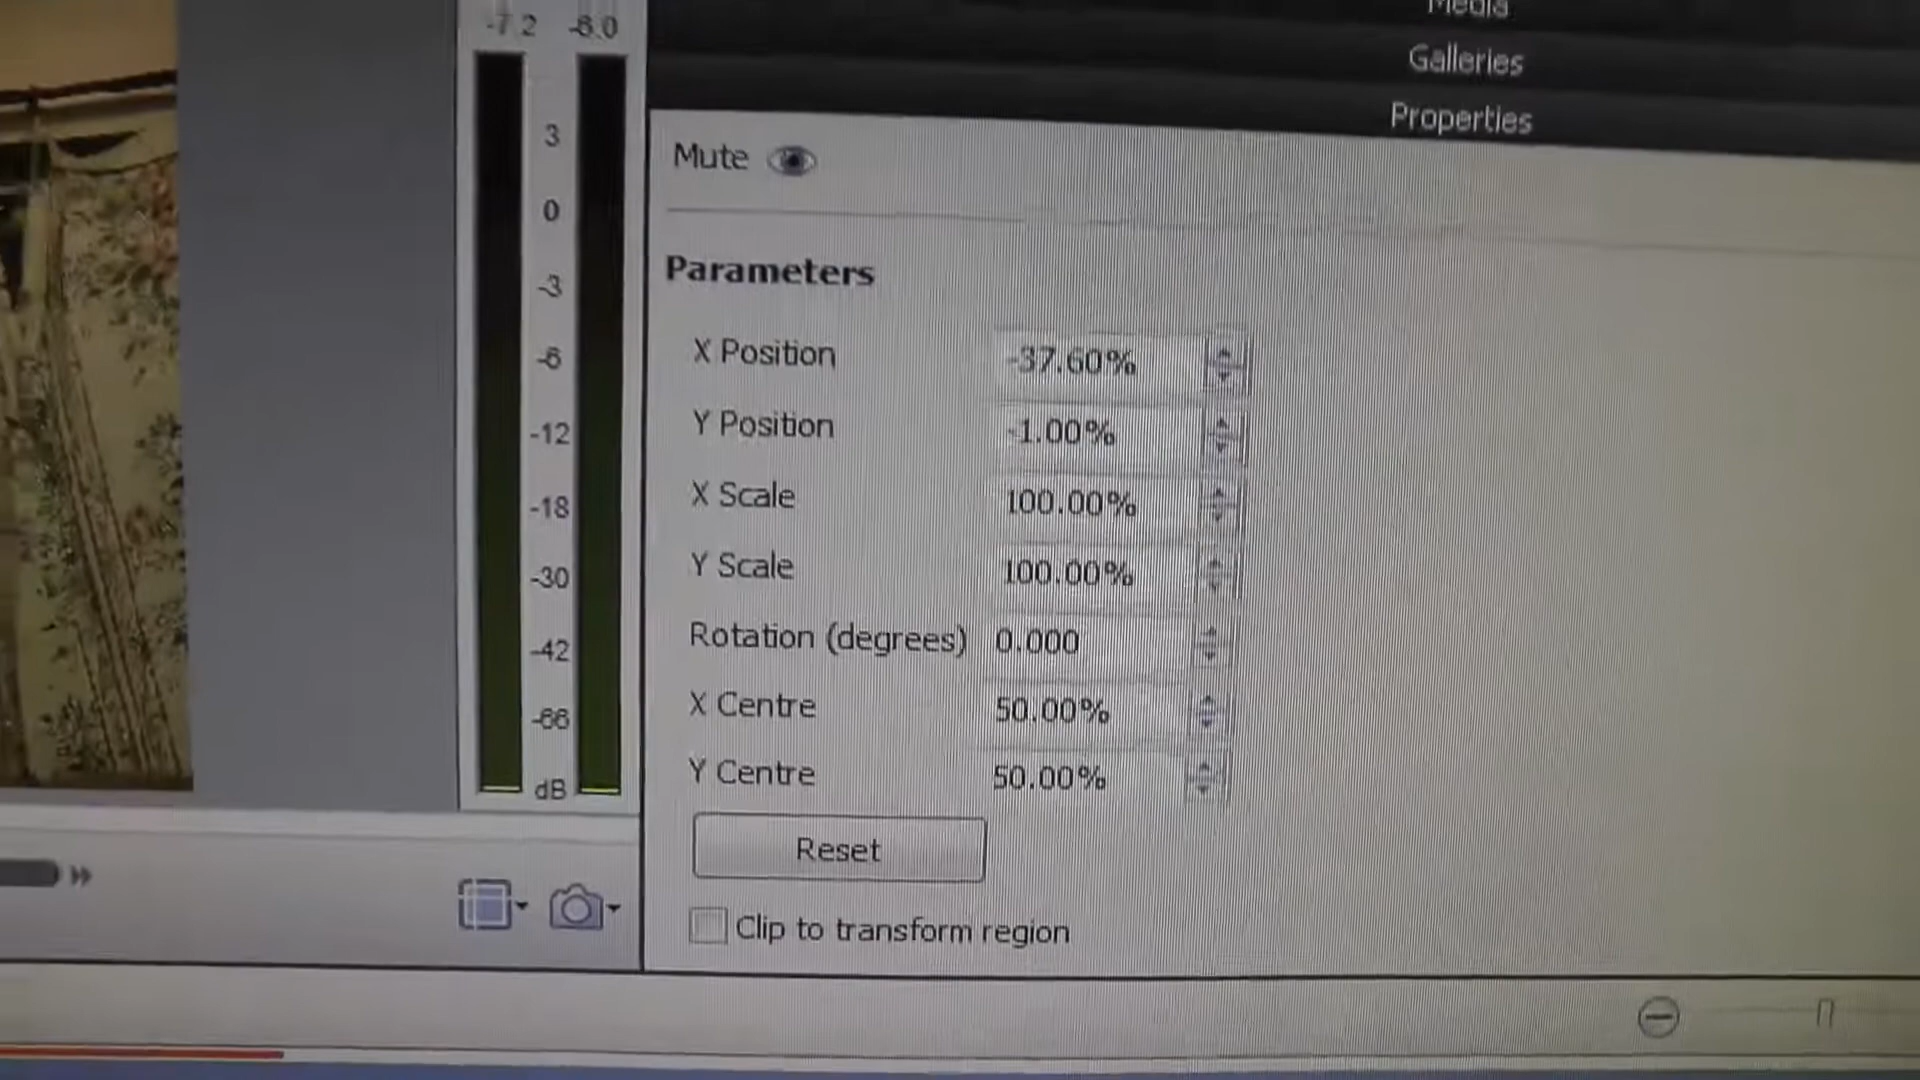 -7.2 -6.0
Media
Galleries
Properties
Mute
3
0
-3
-6
-12
-18
-30
-42
-66
dB
Parameters
X Position -37.60%
Y Position -1.00%
X Scale 100.00%
Y Scale 100.00%
Rotation (degrees) 0.000
X Centre 50.00%
Y Centre 50.00%
Reset
Clip to transform region